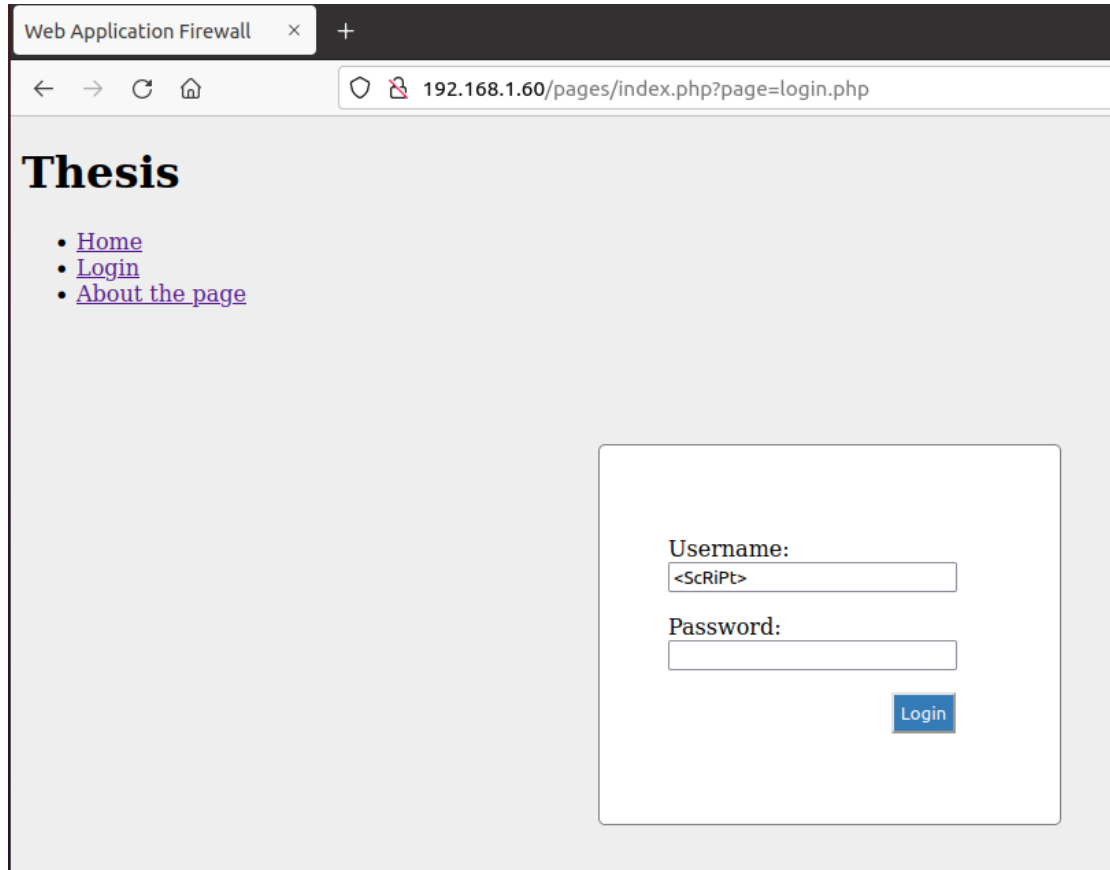 Web Application Firewall
192.168.1.60/pages/index.php?page=login.php
Thesis
Home
Login
About the page
Username:
<ScRiPt>
Password:
Login